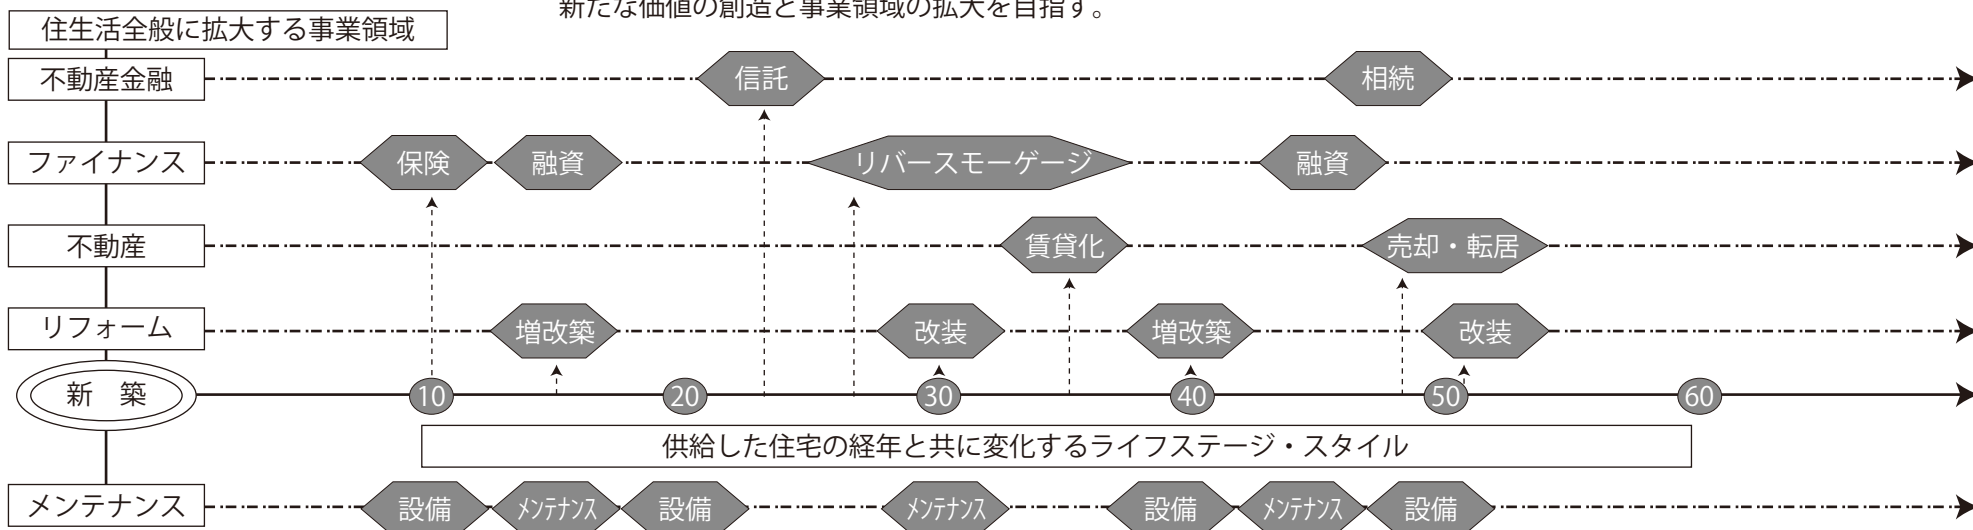 新たな価値の創造と事業領域の拡大を目指す。
住生活全般に拡大する事業領域
不動産金融 信託 相続
ファイナンス 保険 融資 リバースモーゲージ 融資
不動産 賃貸化 売却・転居
リフォーム 増改築 改装 増改築 改装
新　築 10 20 30 40 50 60
供給した住宅の経年と共に変化するライフステージ・スタイル
メンテナンス 設備 メンテナンス 設備 メンテナンス 設備 メンテナンス 設備